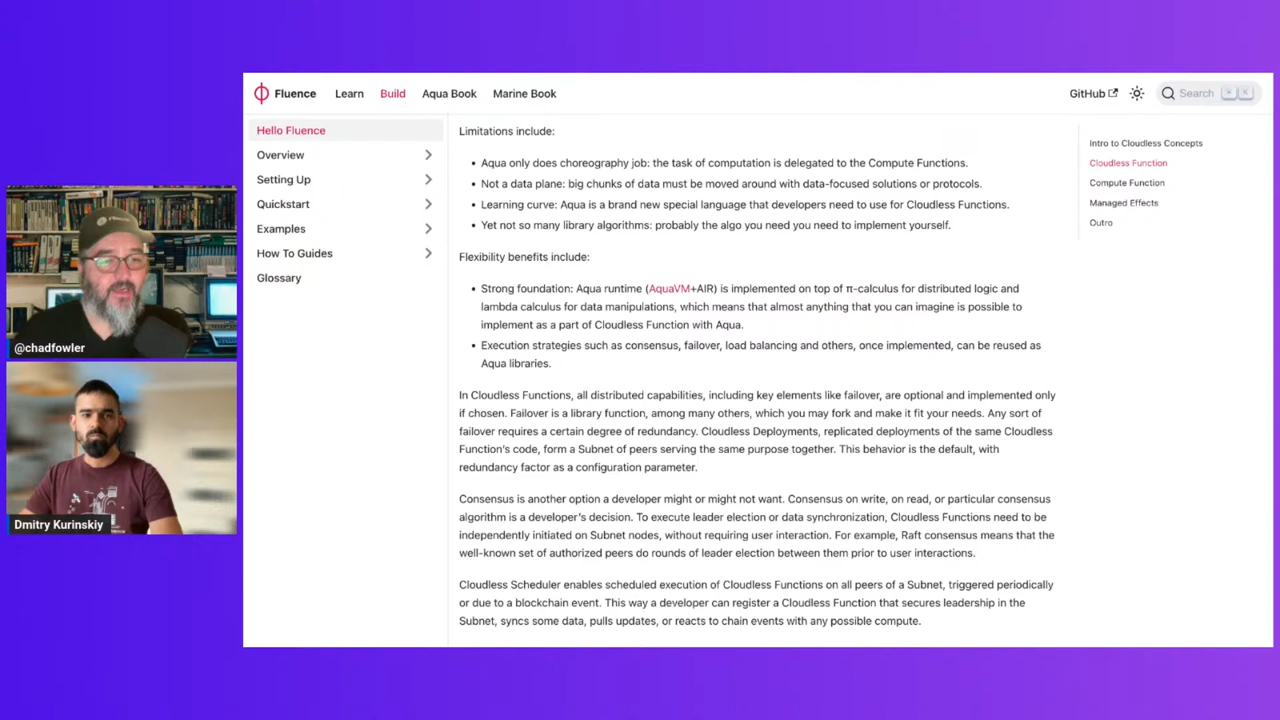 Fluence
Learn
Build
Aqua Book
Marine Book
GitHub
Search
K
Hello Fluence
Overview
Setting Up
Quickstart
Examples
How To Guides
Glossary
Limitations include:
Aqua only does choreography job: the task of computation is delegated to the Compute Functions.
Not a data plane: big chunks of data must be moved around with data-focused solutions or protocols.
Learning curve: Aqua is a brand new special language that developers need to use for Cloudless Functions.
Yet not so many library algorithms: probably the algo you need you need to implement yourself.
Flexibility benefits include:
Strong foundation: Aqua runtime (AquaVM+AIR) is implemented on top of π-calculus for distributed logic and
lambda calculus for data manipulations, which means that almost anything that you can imagine is possible to
implement as a part of Cloudless Function with Aqua.
Execution strategies such as consensus, failover, load balancing and others, once implemented, can be reused as
Aqua libraries.
In Cloudless Functions, all distributed capabilities, including key elements like failover, are optional and implemented only
if chosen. Failover is a library function, among many others, which you may fork and make it fit your needs. Any sort of
failover requires a certain degree of redundancy. Cloudless Deployments, replicated deployments of the same Cloudless
Function's code, form a Subnet of peers serving the same purpose together. This behavior is the default, with
redundancy factor as a configuration parameter.
Consensus is another option a developer might or might not want. Consensus on write, on read, or particular consensus
algorithm is a developer's decision. To execute leader election or data synchronization, Cloudless Functions need to be
independently initiated on Subnet nodes, without requiring user interaction. For example, Raft consensus means that the
well-known set of authorized peers do rounds of leader election between them prior to user interactions.
Cloudless Scheduler enables scheduled execution of Cloudless Functions on all peers of a Subnet, triggered periodically
or due to a blockchain event. This way a developer can register a Cloudless Function that secures leadership in the
Subnet, syncs some data, pulls updates, or reacts to chain events with any possible compute.
Intro to Cloudless Concepts
Cloudless Function
Compute Function
Managed Effects
Outro
@chadfowler
Dmitry Kurinskiy